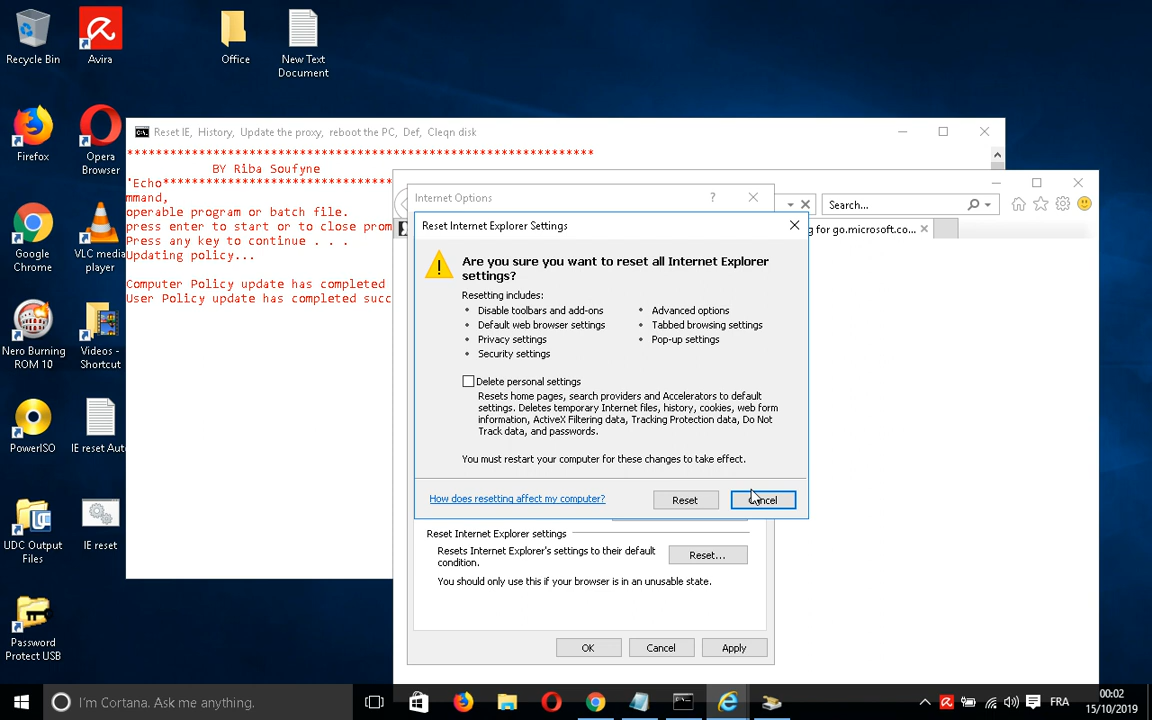 Recycle Bin
Avira
Office
New Text
Document
Firefox
Opera
Browser
Google
Chrome
VLC media
player
Nero Burning
ROM 10
Videos -
Shortcut
PowerISO
IE reset Aut
UDC Output
Files
IE reset
Password
Protect USB
Reset IE, History, Update the proxy, reboot the PC, Def, Cleqn disk
*****************************************************************
BY Riba Soufyne
'Echo********************************
mmand,
operable program or batch file.
press enter to start or to close prom
Press any key to continue . . .
Updating policy...
Computer Policy update has completed
User Policy update has completed succ
Search...
g for go.microsoft.co...
Internet Options
?
Reset Internet Explorer Settings
Are you sure you want to reset all Internet Explorer
settings?
Resetting includes:
• Disable toolbars and add-ons
• Default web browser settings
• Privacy settings
• Security settings
• Advanced options
• Tabbed browsing settings
• Pop-up settings
Delete personal settings
Resets home pages, search providers and Accelerators to default
settings. Deletes temporary Internet files, history, cookies, web form
information, ActiveX Filtering data, Tracking Protection data, Do Not
Track data, and passwords.
You must restart your computer for these changes to take effect.
How does resetting affect my computer?
Reset
Cancel
Reset Internet Explorer settings
Resets Internet Explorer's settings to their default
condition.
Reset...
You should only use this if your browser is in an unusable state.
OK
Cancel
Apply
I'm Cortana. Ask me anything.
FRA
00:02
15/10/2019